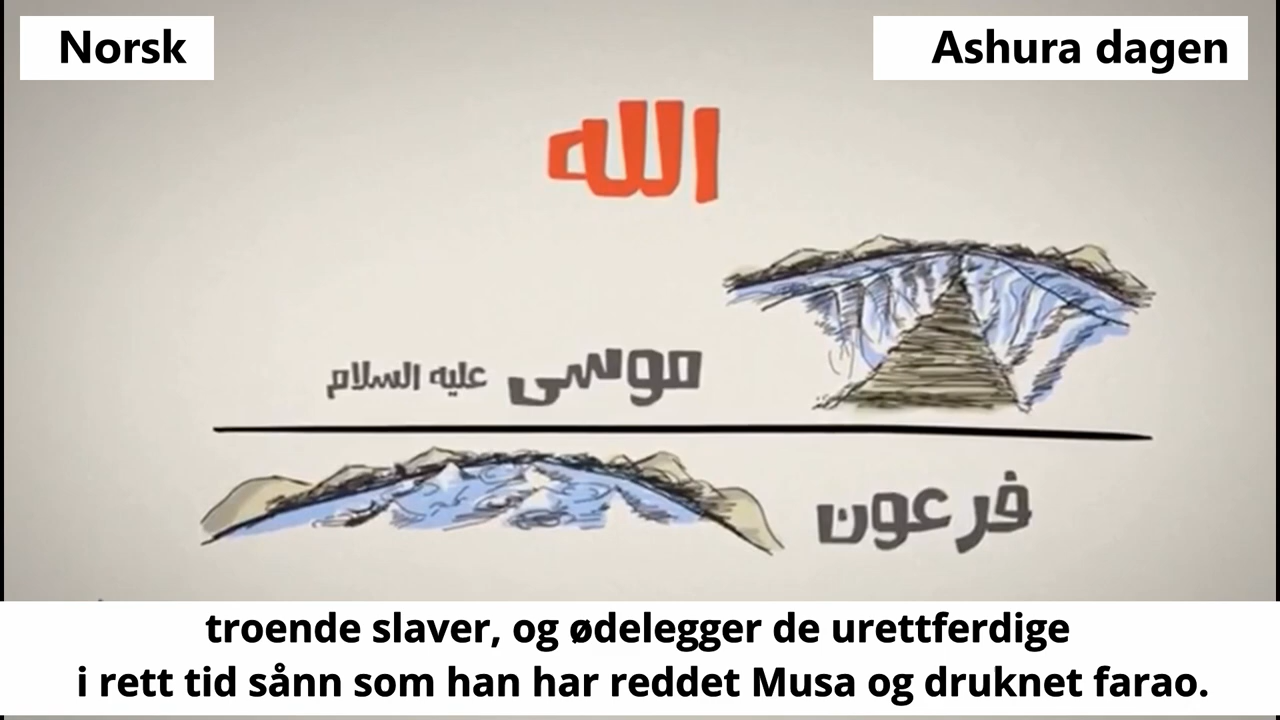 Norsk
Ashura dagen
الله
موسى عليه السلام
فرعون
troende slaver, og ødelegger de urettferdige
i rett tid sånn som han har reddet Musa og druknet farao.